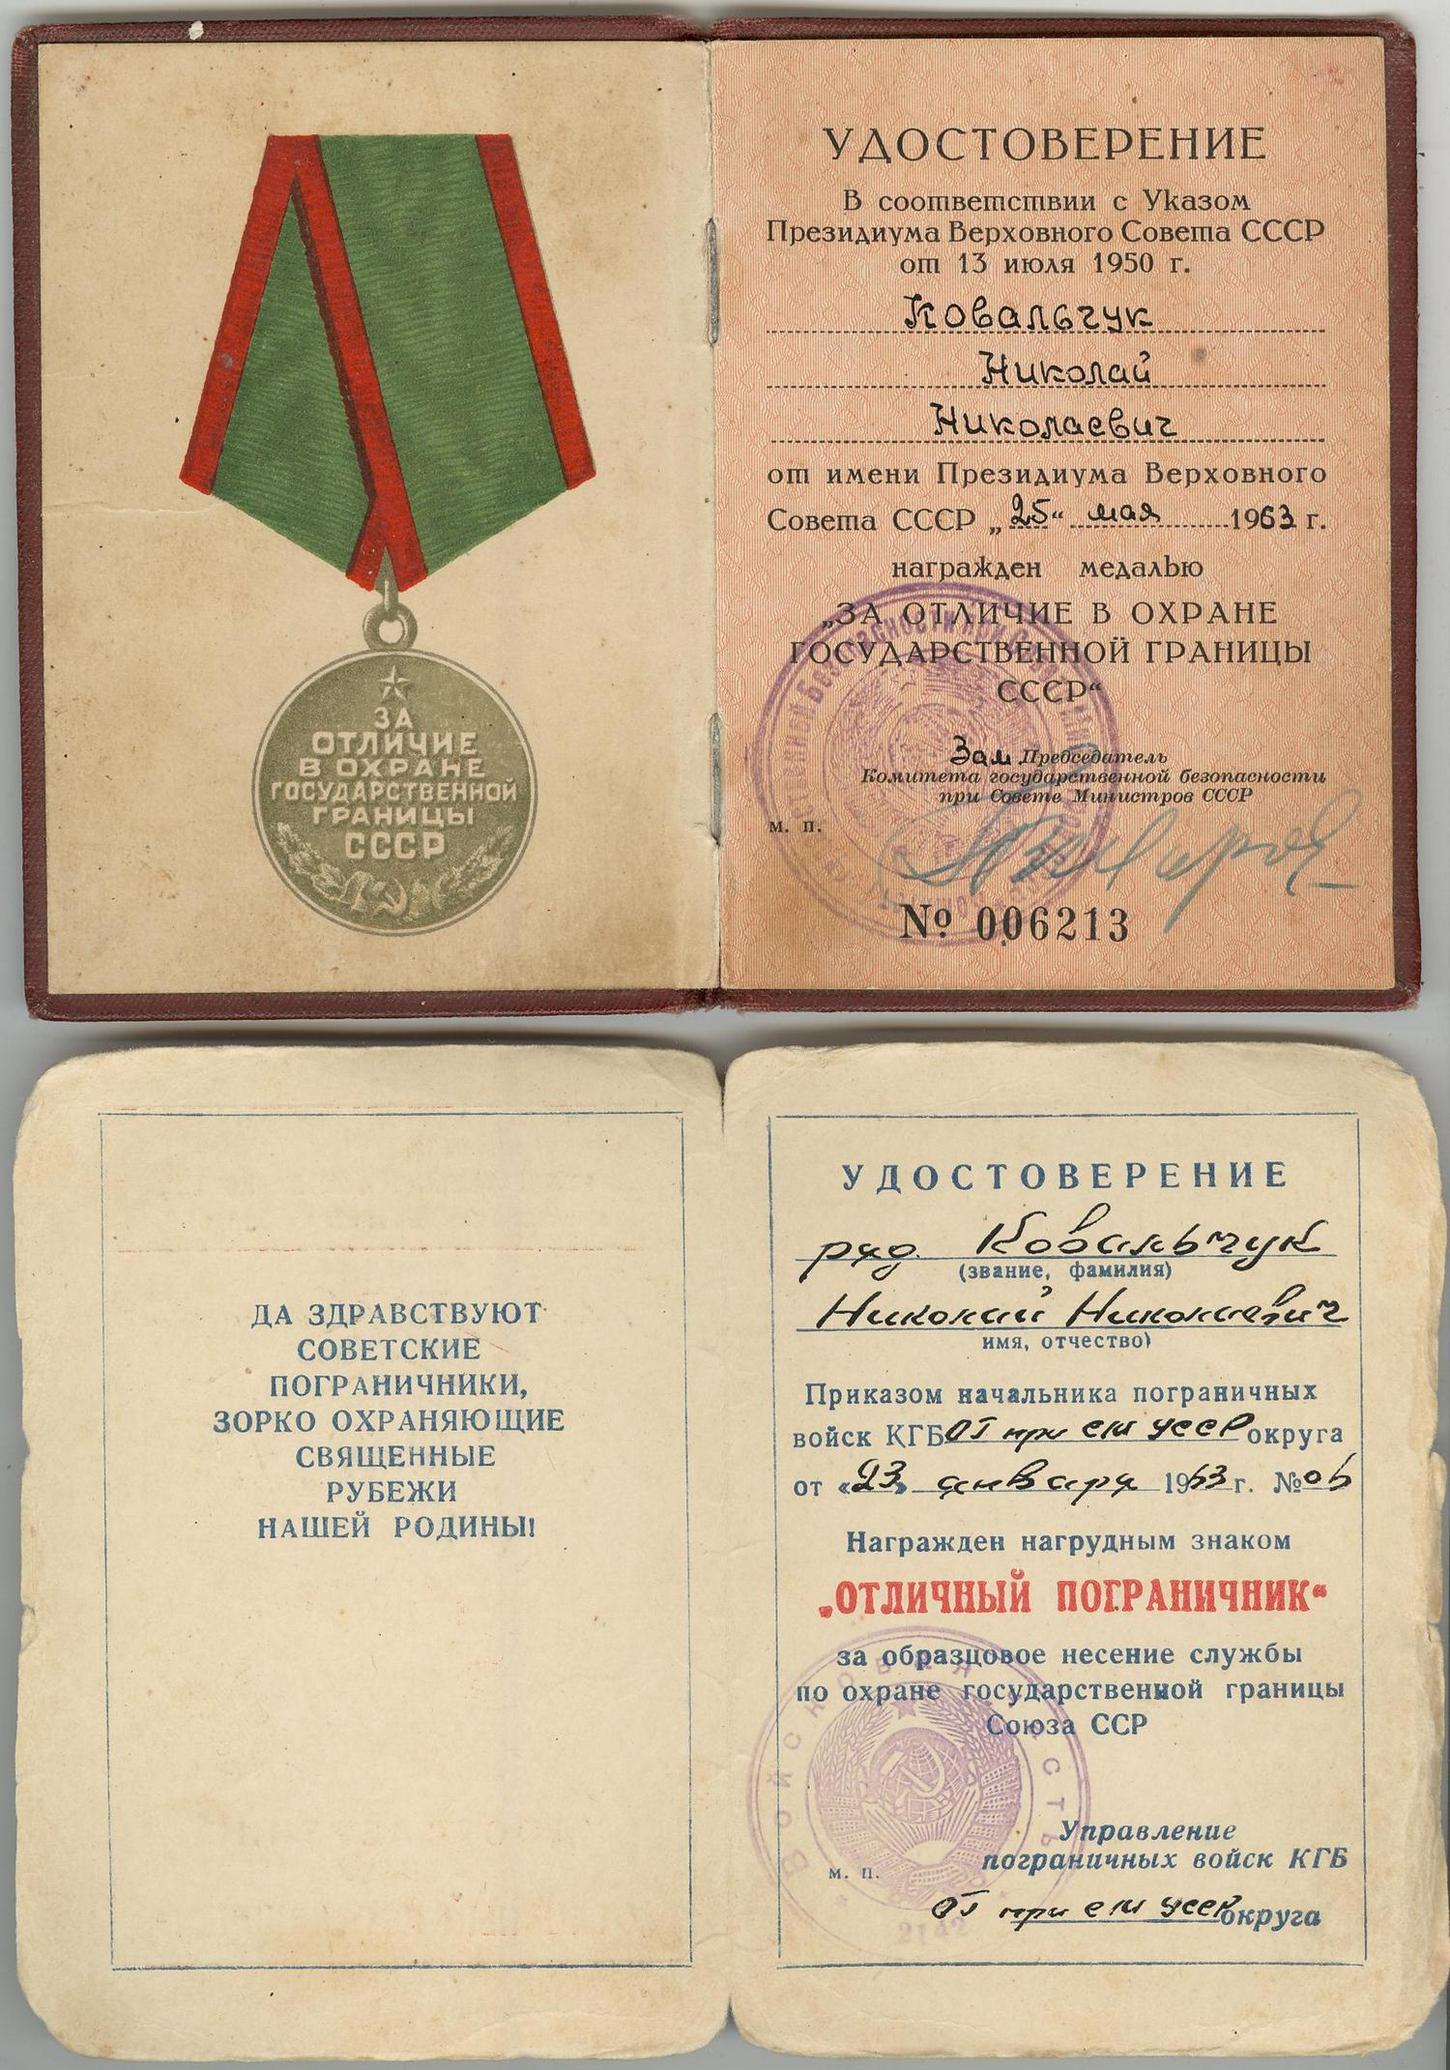 ЗА
ОТЛИЧИЕ
В ОХРАНЕ
ГОСУДАРСТВЕННОЙ
ГРАНИЦЫ
СССР
УДОСТОВЕРЕНИЕ
В соответствии с Указом
Президиума Верховного Совета СССР
от 13 июля 1950 г.
Ковальчук
Николай
Николаевич
от имени Президиума Верховного
Совета СССР „25“ мая 1963 г.
награжден медалью
„ЗА ОТЛИЧИЕ В ОХРАНЕ
ГОСУДАРСТВЕННОЙ ГРАНИЦЫ
СССР“
Зам Председатель
Комитета государственной безопасности
при Совете Министров СССР
м. п.
№ 006213
ДА ЗДРАВСТВУЮТ
СОВЕТСКИЕ
ПОГРАНИЧНИКИ,
ЗОРКО ОХРАНЯЮЩИЕ
СВЯЩЕННЫЕ
РУБЕЖИ
НАШЕЙ РОДИНЫ!
УДОСТОВЕРЕНИЕ
ряд. Ковальчук
(звание, фамилия)
Николай Николаевич
имя, отчество)
Приказом начальника пограничных
войск КГБ при СМ УССР округа
от «23» января 1963 г. №06
Награжден нагрудным знаком
„ОТЛИЧНЫЙ ПОГРАНИЧНИК“
за образцовое несение службы
по охране государственной границы
Союза ССР
ВОЙСКОВАЯ ЧАСТЬ
2142
Управление
пограничных войск КГБ
м. п.
при СМ УССР округа